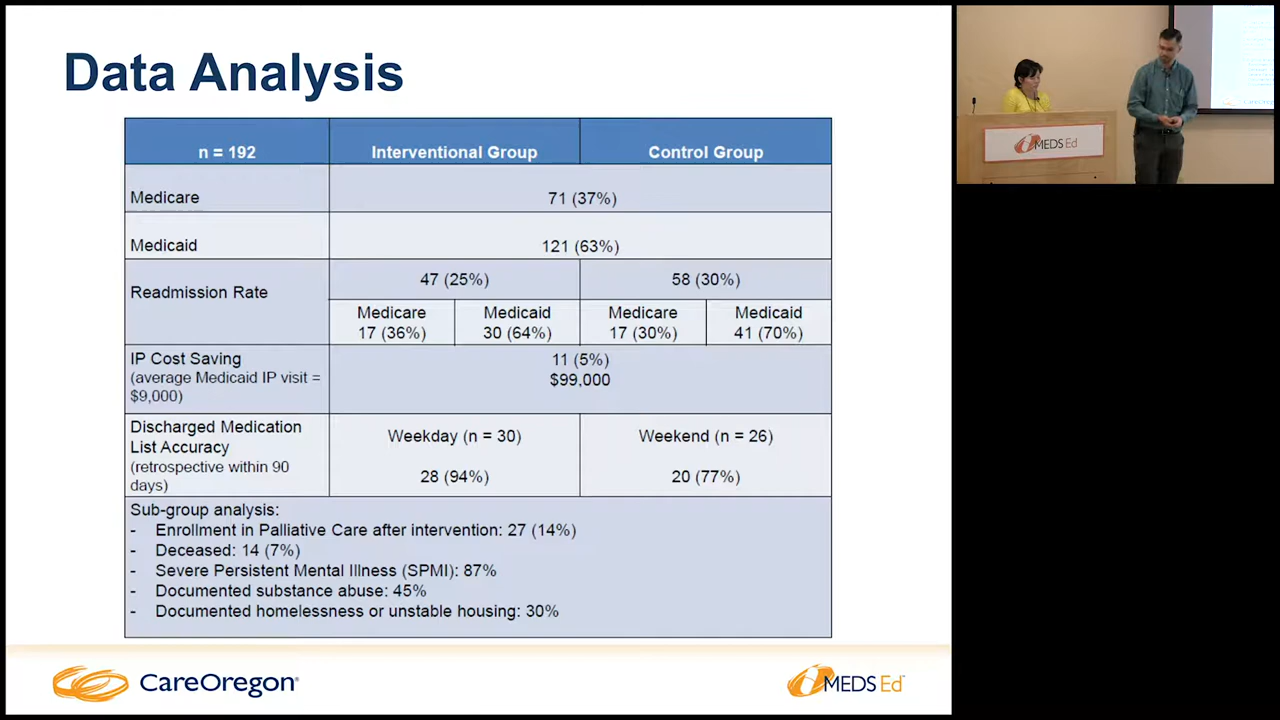 Data Analysis
n = 192
Interventional Group
Control Group
Medicare
71 (37%)
Medicaid
121 (63%)
Readmission Rate
47 (25%)
58 (30%)
Medicare
17 (36%)
Medicaid
30 (64%)
Medicare
17 (30%)
Medicaid
41 (70%)
IP Cost Saving
(average Medicaid IP visit =
$9,000)
11 (5%)
$99,000
Discharged Medication
List Accuracy
(retrospective within 90
days)
Weekday (n = 30)
28 (94%)
Weekend (n = 26)
20 (77%)
Sub-group analysis:
- Enrollment in Palliative Care after intervention: 27 (14%)
- Deceased: 14 (7%)
- Severe Persistent Mental Illness (SPMI): 87%
- Documented substance abuse: 45%
- Documented homelessness or unstable housing: 30%
CareOregon®
MEDS Ed
MEDS Ed